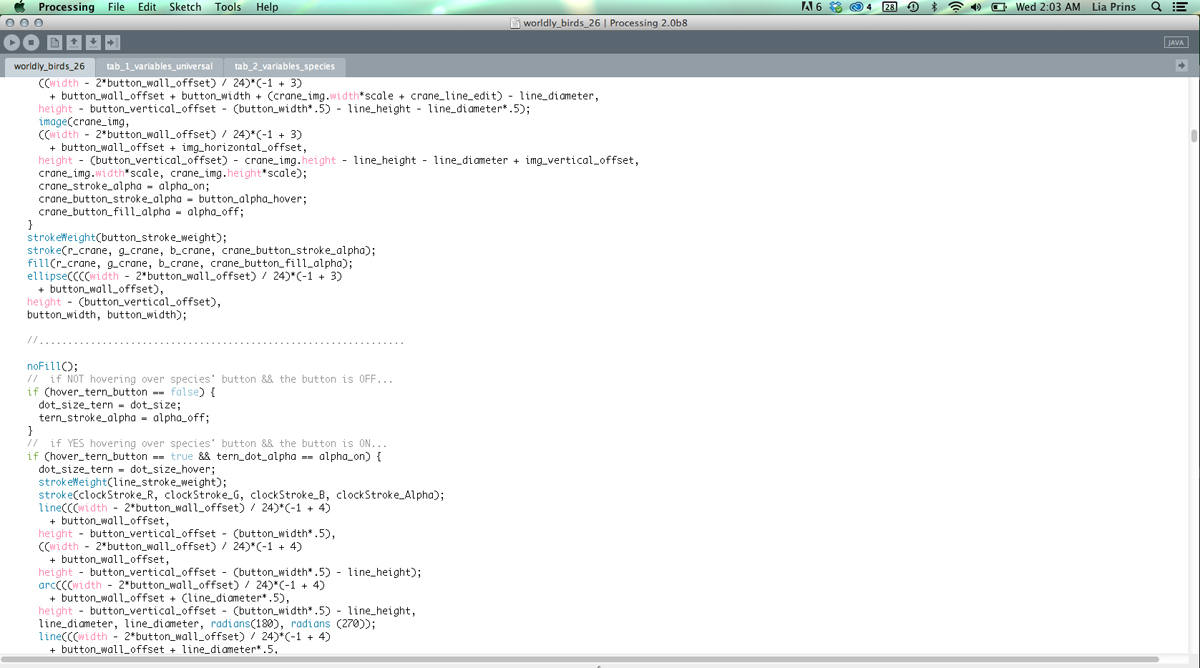 Processing File Edit Sketch Tools Help 6 4 28 Wed 2:03 AM Lia Prins
worldly_birds_26 | Processing 2.0b8
JAVA
worldly_birds_26 tab_1_variables_universal tab_2_variables_species
((width - 2*button_wall_offset) / 24)*(-1 + 3)
+ button_wall_offset + button_width + (crane_img.width*scale + crane_line_edit) - line_diameter,
height - button_vertical_offset - (button_width*.5) - line_height - line_diameter*.5);
image(crane_img,
((width - 2*button_wall_offset) / 24)*(-1 + 3)
+ button_wall_offset + img_horizontal_offset,
height - (button_vertical_offset) - crane_img.height - line_height - line_diameter + img_vertical_offset,
crane_img.width*scale, crane_img.height*scale);
crane_stroke_alpha = alpha_on;
crane_button_stroke_alpha = button_alpha_hover;
crane_button_fill_alpha = alpha_off;
}
strokeWeight(button_stroke_weight);
stroke(r_crane, g_crane, b_crane, crane_button_stroke_alpha);
fill(r_crane, g_crane, b_crane, crane_button_fill_alpha);
ellipse((((width - 2*button_wall_offset) / 24)*(-1 + 3)
+ button_wall_offset),
height - (button_vertical_offset),
button_width, button_width);
//................................................................
noFill();
// if NOT hovering over species' button && the button is OFF...
if (hover_tern_button == false) {
dot_size_tern = dot_size;
tern_stroke_alpha = alpha_off;
}
// if YES hovering over species' button && the button is ON...
if (hover_tern_button == true && tern_dot_alpha == alpha_on) {
dot_size_tern = dot_size_hover;
strokeWeight(line_stroke_weight);
stroke(clockStroke_R, clockStroke_G, clockStroke_B, clockStroke_Alpha);
line(((width - 2*button_wall_offset) / 24)*(-1 + 4)
+ button_wall_offset,
height - button_vertical_offset - (button_width*.5),
((width - 2*button_wall_offset) / 24)*(-1 + 4)
+ button_wall_offset,
height - button_vertical_offset - (button_width*.5) - line_height);
arc(((width - 2*button_wall_offset) / 24)*(-1 + 4)
+ button_wall_offset + (line_diameter*.5),
height - button_vertical_offset - (button_width*.5) - line_height,
line_diameter, line_diameter, radians(180), radians (270));
line(((width - 2*button_wall_offset) / 24)*(-1 + 4)
+ button_wall_offset + line_diameter*.5,